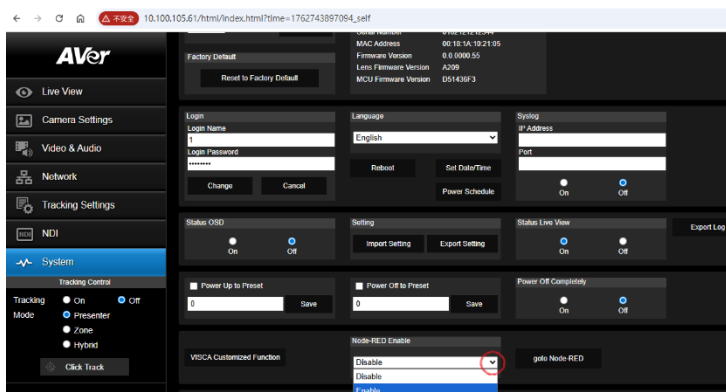 不安全 10.100.105.61/html/index.html?time=1762743897094_self
AVer
Live View
Camera Settings
Video & Audio
Network
Tracking Settings
NDI
System
Tracking Control
Tracking On Off
Mode Presenter
Zone
Hybrid
Click Track
MAC Address 00:18:1A:10:21:05
Firmware Version 0.0.0000.55
Lens Firmware Version A209
MCU Firmware Version D51436F3
Factory Default
Reset to Factory Default
Login
Login Name
1
Login Password
••••••••
Change Cancel
Language
English
Reboot Set Date/Time
Power Schedule
Syslog
IP Address
Port
On Off
Status OSD
On Off
Setting
Import Setting Export Setting
Status Live View
On Off
Export Log
Power Up to Preset
0 Save
Power Off to Preset
0 Save
Power Off Completely
On Off
VISCA Customized Function
Node-RED Enable
Disable
Disable
Enable
goto Node-RED